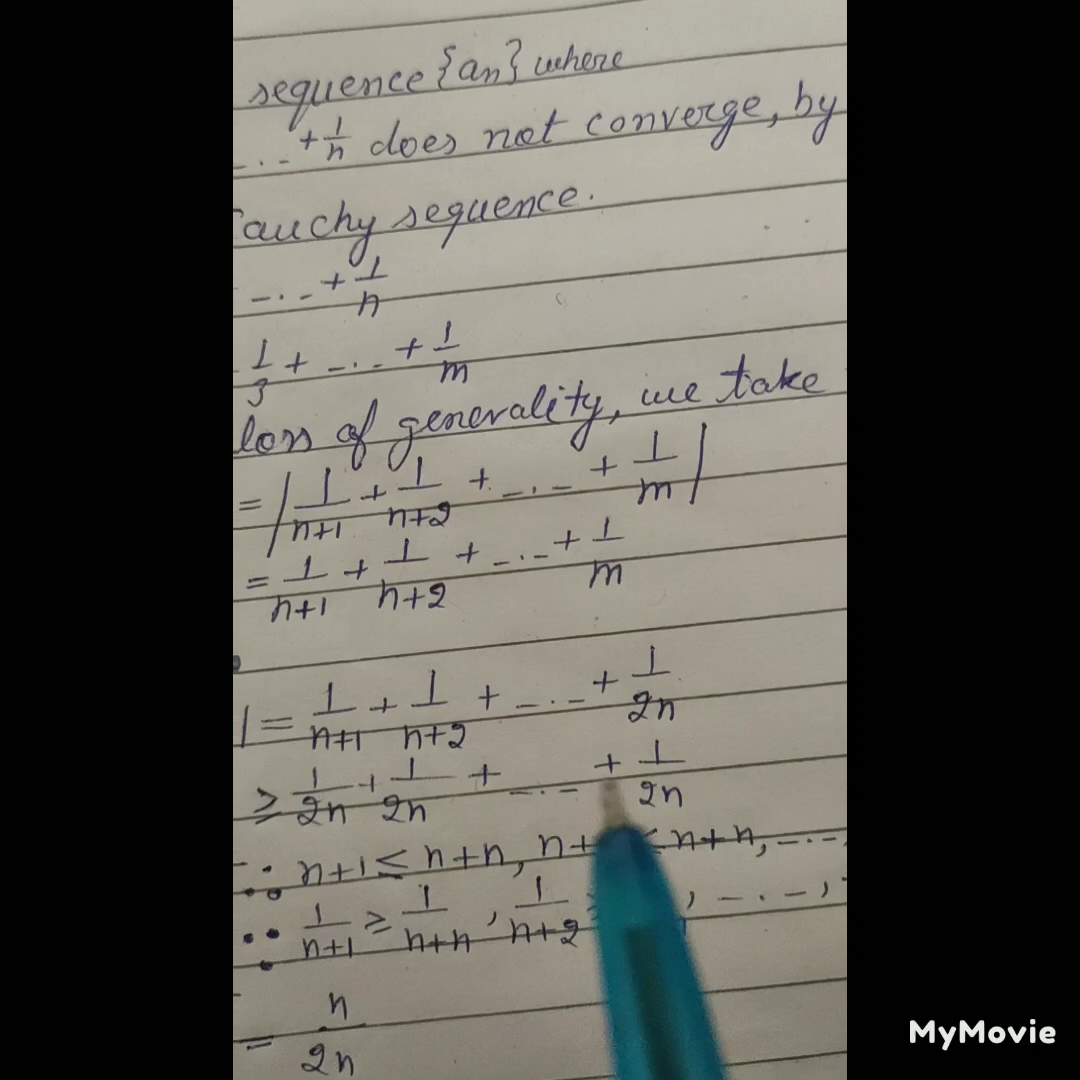 sequence {an} where
-.. + 1/n does not converge, by
auchy sequence.
-.-. + 1/n
1/3 + -.-. + 1/m
loss of generality, we take
= | 1/n+1 + 1/n+2 + -.-. + 1/m |
= 1/n+1 + 1/n+2 + -.-. + 1/m
| = 1/n+1 + 1/n+2 + -.-. + 1/2n
≥ 1/2n + 1/2n + -.-. + 1/2n
∵ n+1 ≤ n+n, n+ ≤ n+n, -.-.,
∴ 1/n+1 ≥ 1/n+n , 1/n+2 , -.-. ,
= n/2n
MyMovie